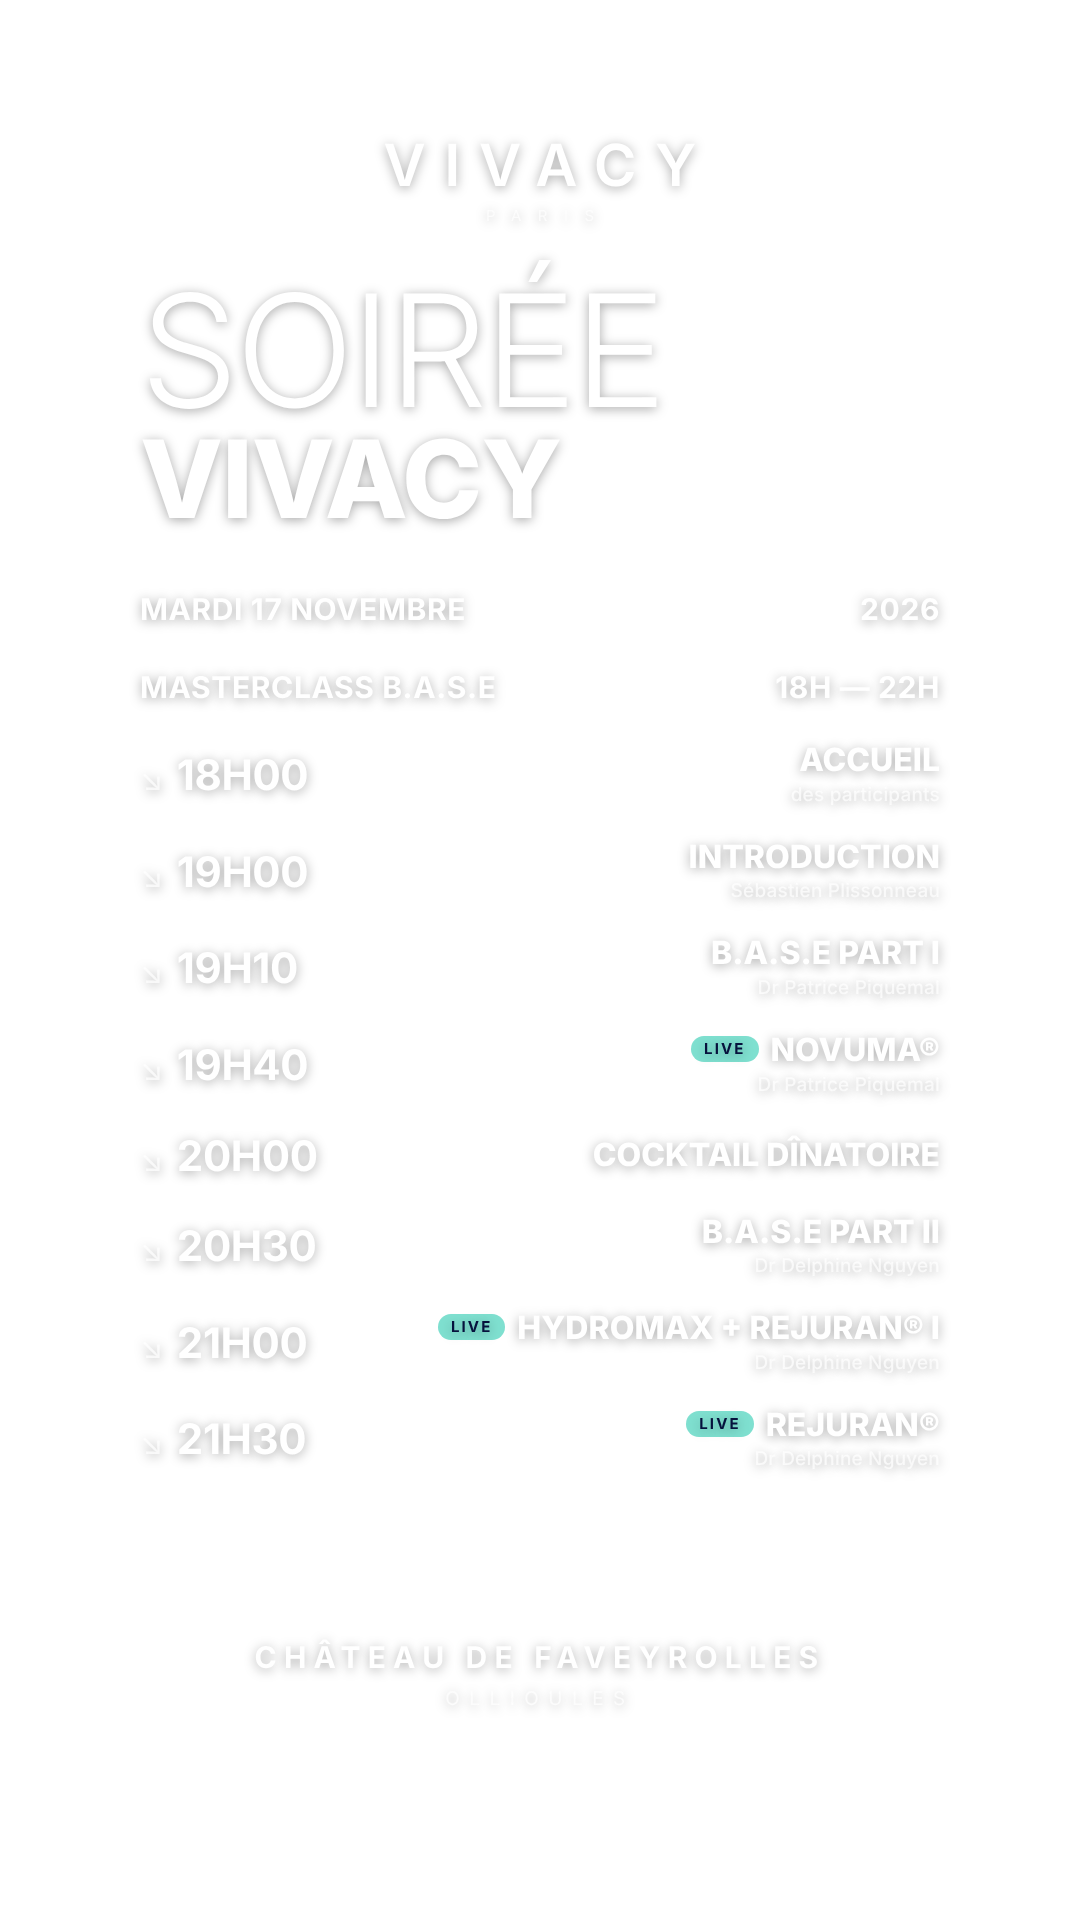 VIVACY
PARIS
SOIRÉE
VIVACY
MARDI 17 NOVEMBRE 2026
MASTERCLASS B.A.S.E 18H — 22H
↘ 18H00 ACCUEIL
des participants
↘ 19H00 INTRODUCTION
Sébastien Plissonneau
↘ 19H10 B.A.S.E PART I
Dr Patrice Piquemal
↘ 19H40 LIVE NOVUMA®
Dr Patrice Piquemal
↘ 20H00 COCKTAIL DÎNATOIRE
↘ 20H30 B.A.S.E PART II
Dr Delphine Nguyen
↘ 21H00 LIVE HYDROMAX + REJURAN® I
Dr Delphine Nguyen
↘ 21H30 LIVE REJURAN®
Dr Delphine Nguyen
CHÂTEAU DE FAVEYROLLES
OLLIOULES